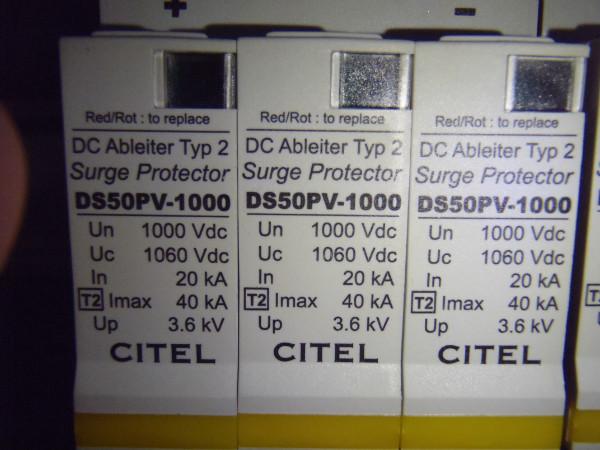 + -
Red/Rot : to replace
DC Ableiter Typ 2
Surge Protector
DS50PV-1000
Un 1000 Vdc
Uc 1060 Vdc
In 20 kA
T2 Imax 40 kA
Up 3.6 kV
CITEL
Red/Rot : to replace
DC Ableiter Typ 2
Surge Protector
DS50PV-1000
Un 1000 Vdc
Uc 1060 Vdc
In 20 kA
T2 Imax 40 kA
Up 3.6 kV
CITEL
Red/Rot : to replace
DC Ableiter Typ 2
Surge Protector
DS50PV-1000
Un 1000 Vdc
Uc 1060 Vdc
In 20 kA
T2 Imax 40 kA
Up 3.6 kV
CITEL